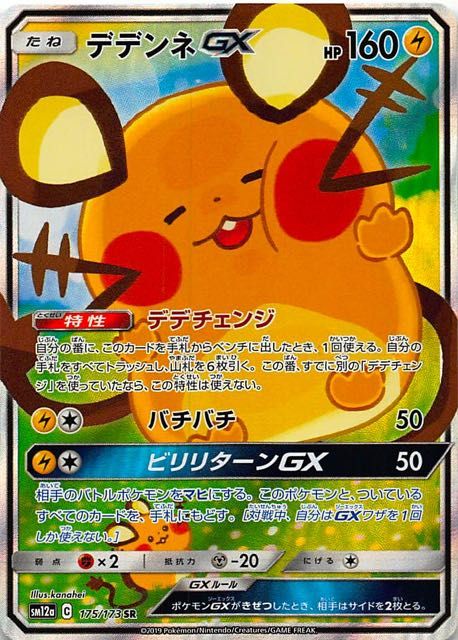 たね デデンネGX HP160
特性 デデチェンジ
自分の番に、このカードを手札からベンチに出したとき、1回使える。自分の
手札をすべてトラッシュし、山札を6枚引く。この番、すでに別の「デデチェン
ジ」を使っていたなら、この特性は使えない。
バチバチ 50
ビリリターンGX 50
相手のバトルポケモンをマヒにする。このポケモンと、ついている
すべてのカードを、手札にもどす。[対戦中、自分はGXワザを1回
しか使えない。]
弱点 ×2 抵抗力 -20 にげる
Illus. kanahei
GXルール
sm12a C 175/173 SR
ポケモンGXがきぜつしたとき、相手はサイドを2枚とる。
©2019 Pokémon/Nintendo/Creatures/GAME FREAK.